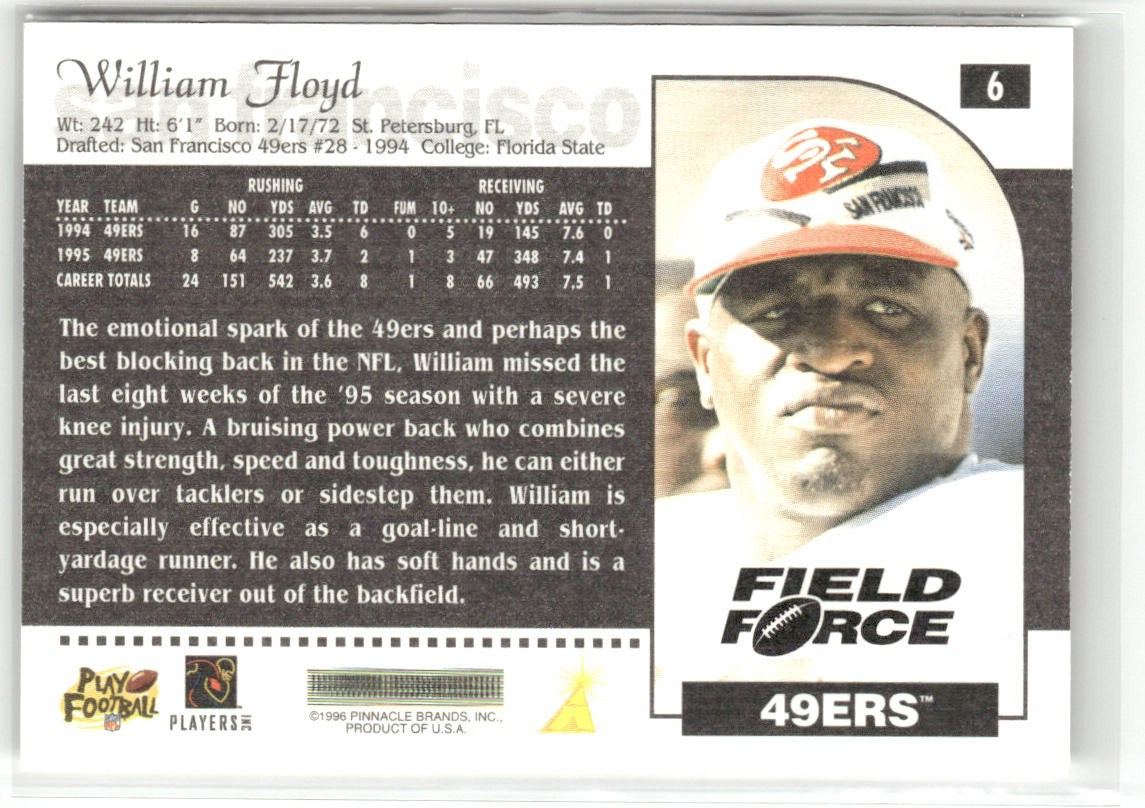 William Floyd
san francisco
6
Wt: 242 Ht: 6'1" Born: 2/17/72 St. Petersburg, FL
Drafted: San Francisco 49ers #28 - 1994 College: Florida State
RUSHING RECEIVING
YEAR TEAM G NO YDS AVG TD FUM 10+ NO YDS AVG TD
1994 49ERS 16 87 305 3.5 6 0 5 19 145 7.6 0
1995 49ERS 8 64 237 3.7 2 1 3 47 348 7.4 1
CAREER TOTALS 24 151 542 3.6 8 1 8 66 493 7.5 1
The emotional spark of the 49ers and perhaps the
best blocking back in the NFL, William missed the
last eight weeks of the '95 season with a severe
knee injury. A bruising power back who combines
great strength, speed and toughness, he can either
run over tacklers or sidestep them. William is
especially effective as a goal-line and short-
yardage runner. He also has soft hands and is a
superb receiver out of the backfield.
SF
SAN FRANCISCO
FIELD
FORCE
49ERS™
PLAY
FOOTBALL
NFL
PLAYERS INC
©1996 PINNACLE BRANDS, INC.,
PRODUCT OF U.S.A.